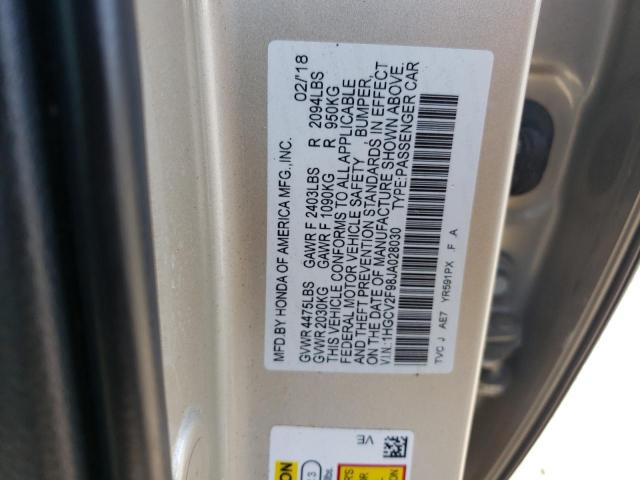 MFD.BY HONDA OF AMERICA MFG.,INC. 02/'18
GVWR 4475LBS GAWR F 2403LBS R 2094LBS
GVWR 2030KG GAWR F 1090KG R 950KG
THIS VEHICLE CONFORMS TO ALL APPLICABLE
FEDERAL MOTOR VEHICLE SAFETY , BUMPER,
AND THEFT PREVENTION STANDARDS IN EFFECT
ON THE DATE OF MANUFACTURE SHOWN ABOVE.
V.I.N.:1HGCV2F98JA028030 TYPE:PASSENGER CAR
TVC J AE7 YR591PX F A
VE
13